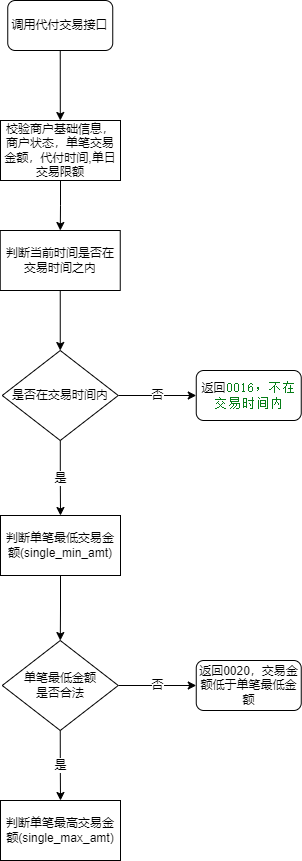 调用代付交易接口
校验商户基础信息，
商户状态，单笔交易
金额，代付时间,单日
交易限额
判断当前时间是否在
交易时间之内
是否在交易时间内
否
返回0016，不在
交易时间内
是
判断单笔最低交易金
额(single_min_amt)
单笔最低金额
是否合法
否
返回0020，交易金
额低于单笔最低金
额
是
判断单笔最高交易金
额(single_max_amt)